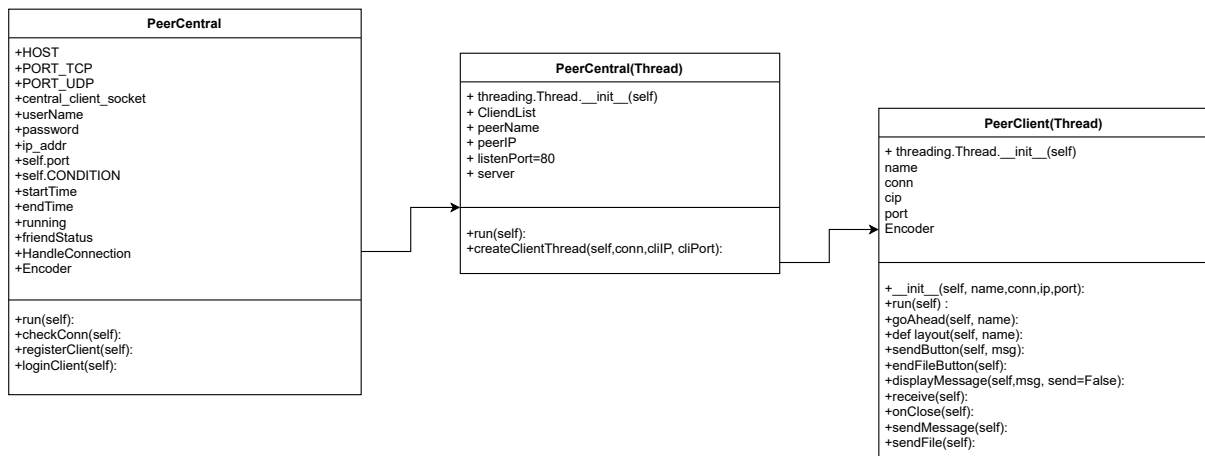 PeerCentral
+HOST
+PORT_TCP
+PORT_UDP
+central_client_socket
+userName
+password
+ip_addr
+self.port
+self.CONDITION
+startTime
+endTime
+running
+friendStatus
+HandleConnection
+Encoder
+run(self):
+checkConn(self):
+registerClient(self):
+loginClient(self):
PeerCentral(Thread)
+ threading.Thread.__init__(self)
+ CliendList
+ peerName
+ peerIP
+ listenPort=80
+ server
+run(self):
+createClientThread(self,conn,cliIP, cliPort):
PeerClient(Thread)
+ threading.Thread.__init__(self)
name
conn
cip
port
Encoder
+__init__(self, name,conn,ip,port):
+run(self) :
+goAhead(self, name):
+def layout(self, name):
+sendButton(self, msg):
+endFileButton(self):
+displayMessage(self,msg, send=False):
+receive(self):
+onClose(self):
+sendMessage(self):
+sendFile(self):